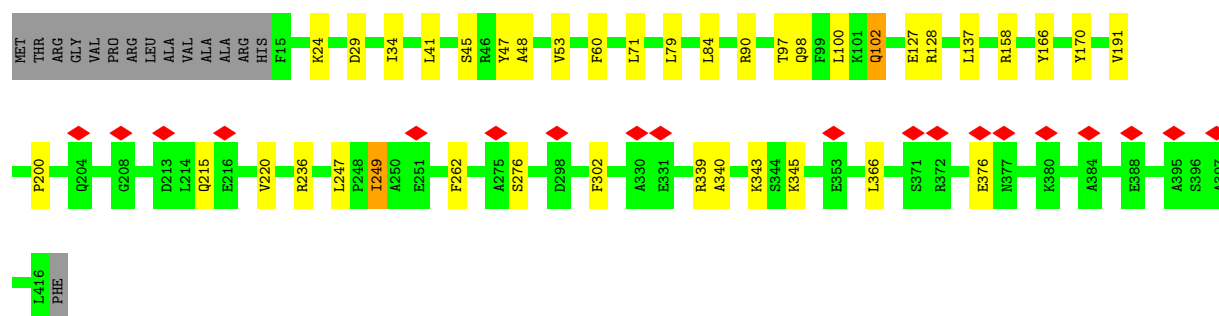 MET THR ARG GLY VAL PRO ARG LEU ALA VAL ALA ALA ARG HIS F15 K24 D29 I34 L41 S45 R46 Y47 A48 V53 F60 L71 L79 L84 R90 T97 Q98 F99 L100 K101 Q102 E127 R128 L137 R158 Y166 Y170 V191
P200 Q204 G208 D213 L214 Q215 E216 V220 R236 L247 P248 I249 A250 E251 F262 A275 S276 D298 F302 A330 E331 R339 A340 K343 S344 K345 E353 L366 S371 R372 E376 N377 K380 A384 E388 A395 S396
L416 PHE